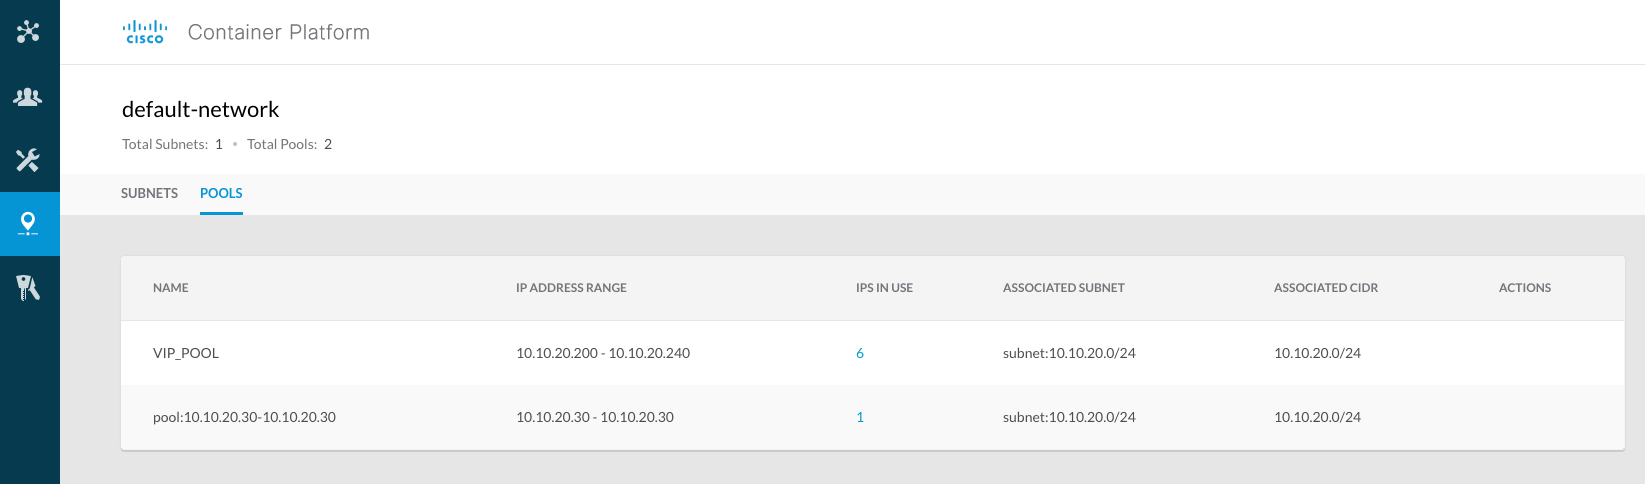 CISCO Container Platform
default-network
Total Subnets: 1 • Total Pools: 2
SUBNETS POOLS
NAME IP ADDRESS RANGE IPS IN USE ASSOCIATED SUBNET ASSOCIATED CIDR ACTIONS
VIP_POOL 10.10.20.200 - 10.10.20.240 6 subnet:10.10.20.0/24 10.10.20.0/24
pool:10.10.20.30-10.10.20.30 10.10.20.30 - 10.10.20.30 1 subnet:10.10.20.0/24 10.10.20.0/24